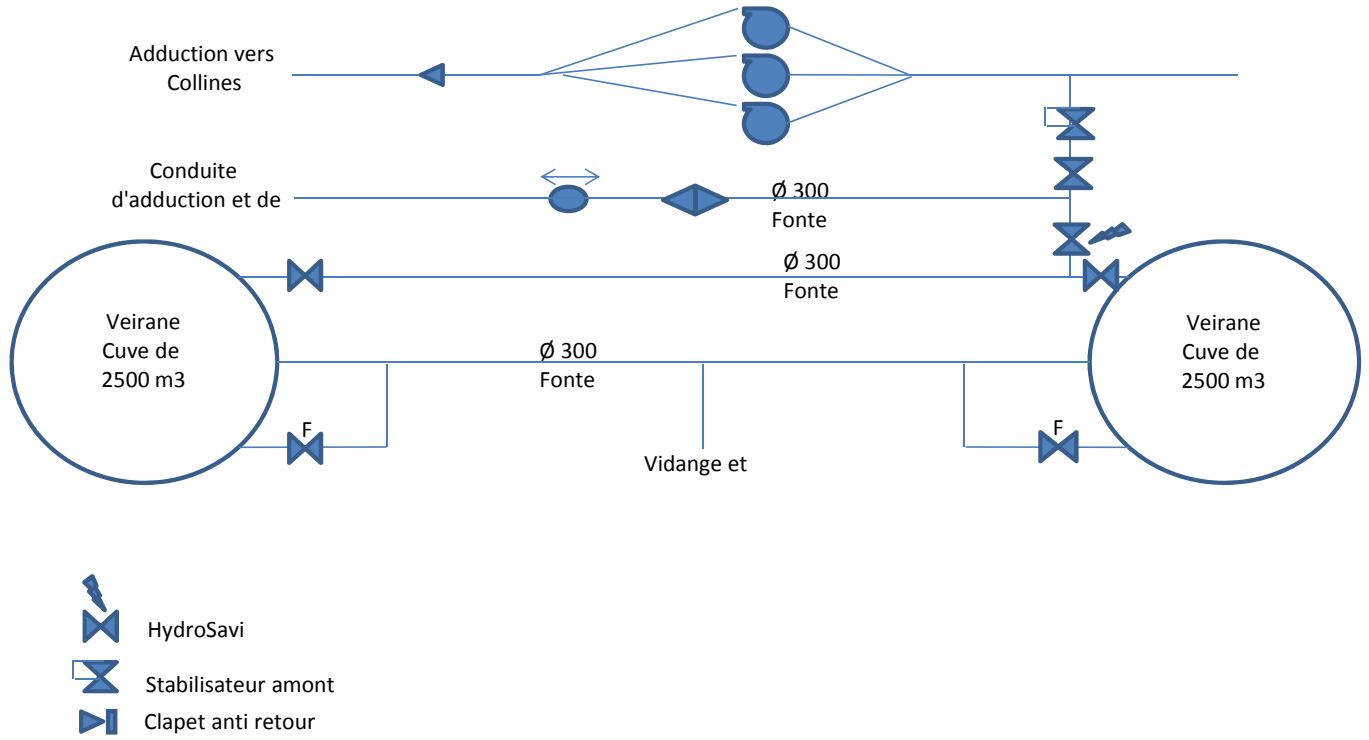 Adduction vers
Collines
Conduite
d'adduction et de
Ø 300
Fonte
Ø 300
Fonte
Veirane
Cuve de
2500 m3
Ø 300
Fonte
Veirane
Cuve de
2500 m3
F
F
Vidange et
HydroSavi
Stabilisateur amont
Clapet anti retour